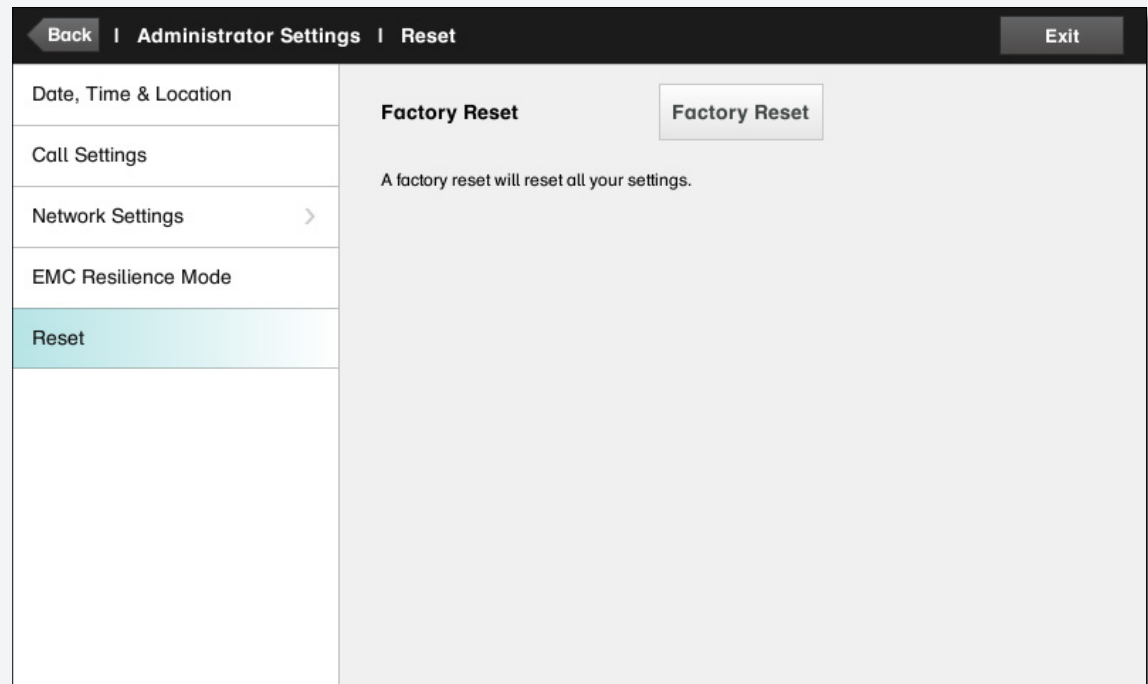 Back | Administrator Settings | Reset Exit
Date, Time & Location
Call Settings
Network Settings
EMC Resilience Mode
Reset
Factory Reset Factory Reset
A factory reset will reset all your settings.